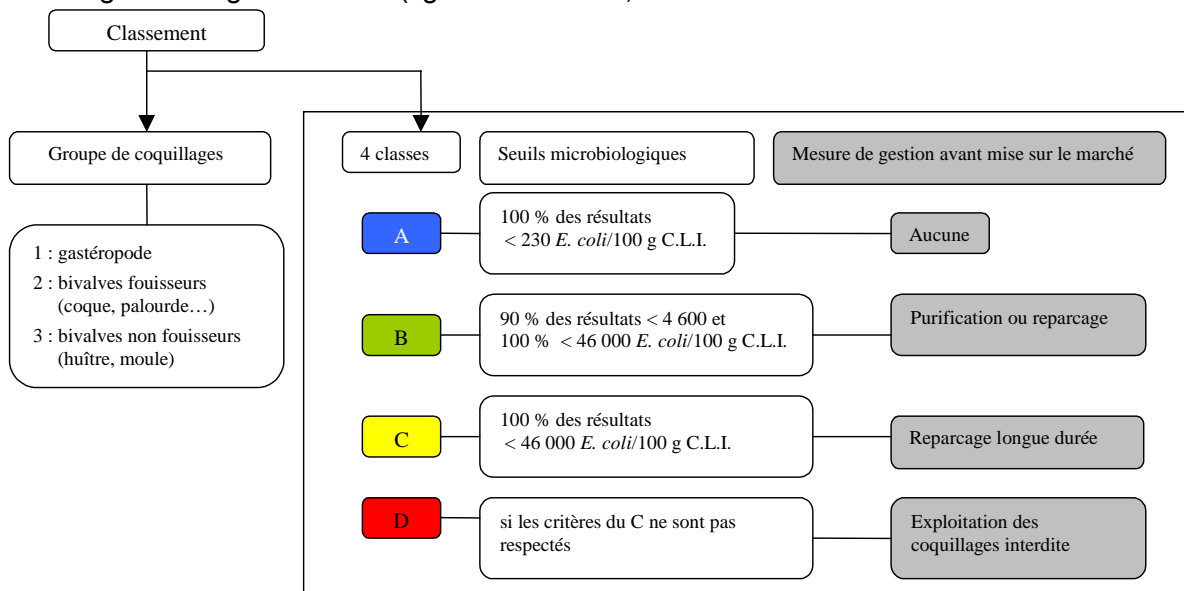 Classement
Groupe de coquillages
1 : gastéropode
2 : bivalves fouisseurs
(coque, palourde…)
3 : bivalves non fouisseurs
(huître, moule)
4 classes
Seuils microbiologiques
Mesure de gestion avant mise sur le marché
A
100 % des résultats
< 230 E. coli/100 g C.L.I.
Aucune
B
90 % des résultats < 4 600 et
100 % < 46 000 E. coli/100 g C.L.I.
Purification ou reparcage
C
100 % des résultats
< 46 000 E. coli/100 g C.L.I.
Reparcage longue durée
D
si les critères du C ne sont pas
respectés
Exploitation des
coquillages interdite